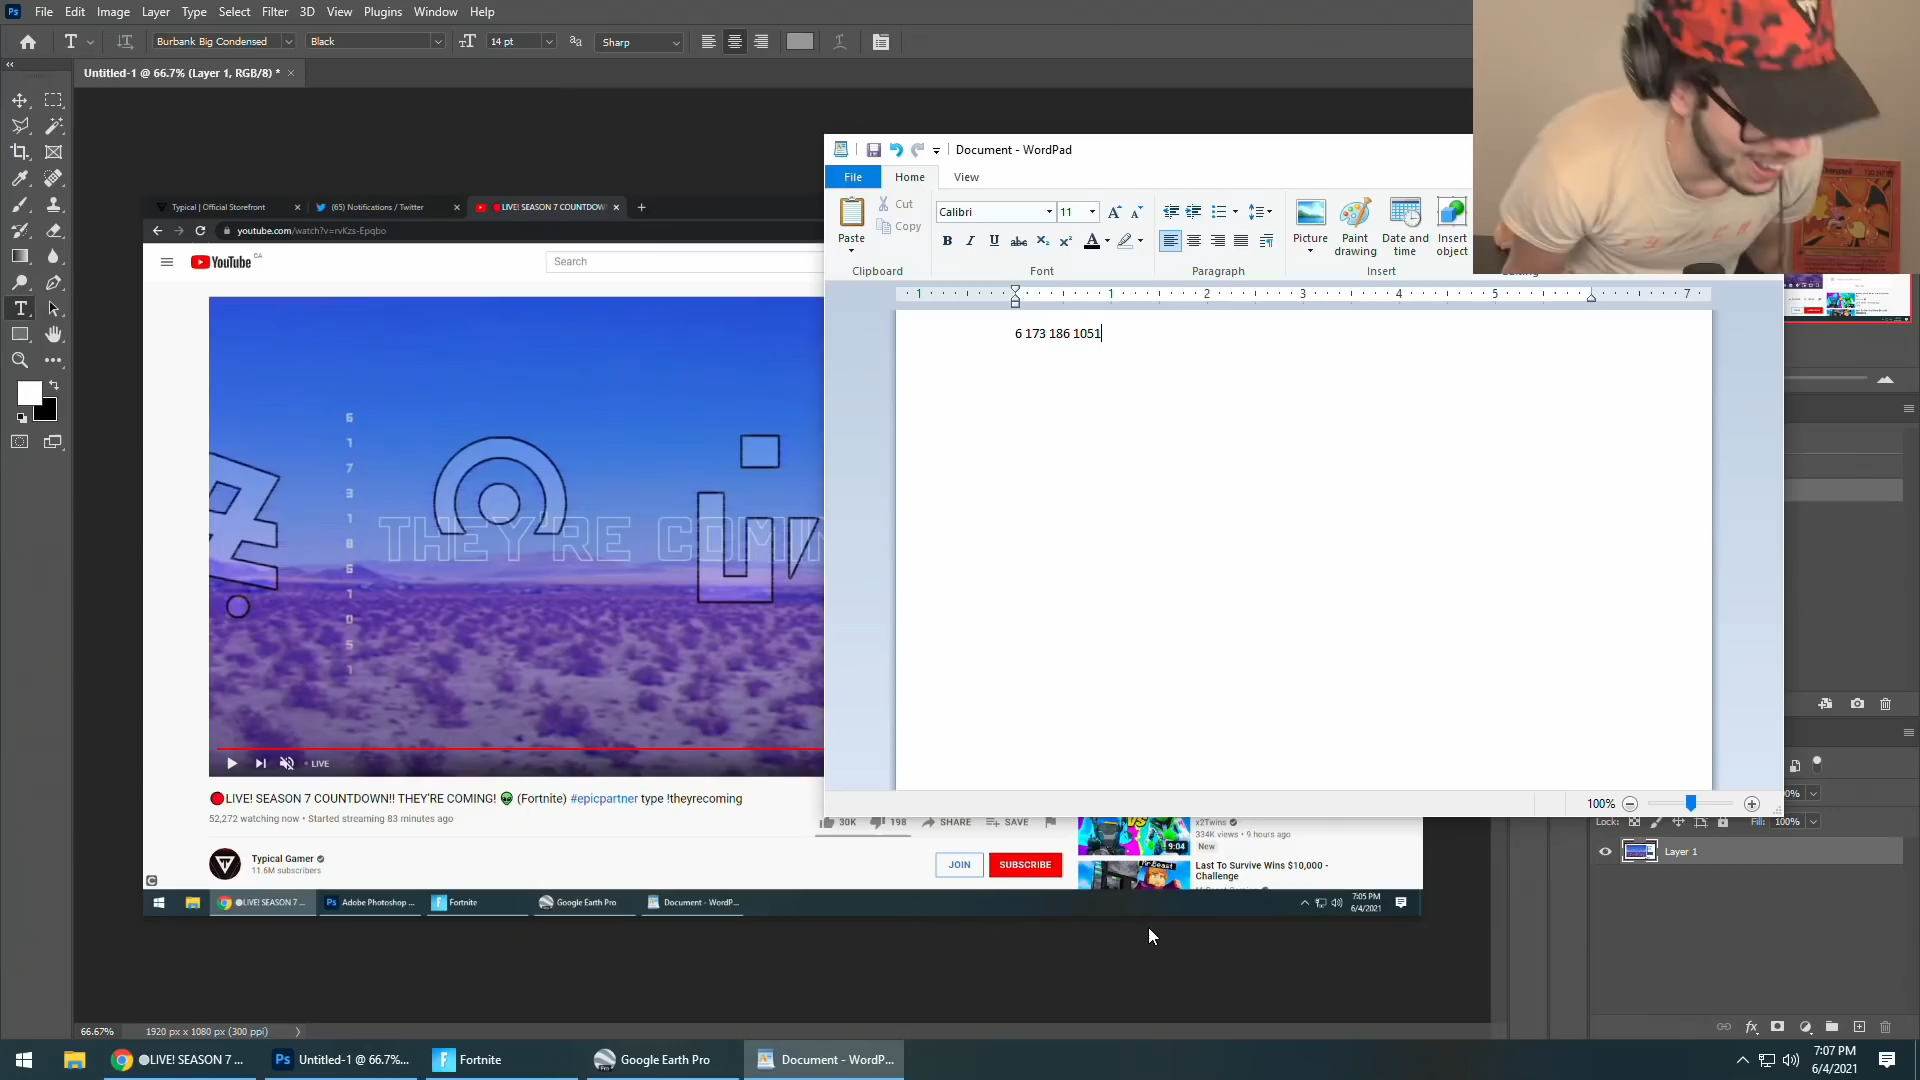 Ps File Edit Image Layer Type Select Filter 3D View Plugins Window Help
T Burbank Big Condensed Black 14 pt Sharp
Untitled-1 @ 66.7% (Layer 1, RGB/8) *
Document - WordPad
File Home View
Paste Cut Copy
Calibri 11
Picture Paint drawing Date and time Insert object
Clipboard Font Paragraph Insert
1 1 2 3 4 5 7
6 173 186 1051
Typical | Official Storefront (65) Notifications / Twitter LIVE! SEASON 7 COUNTDOW
youtube.com/watch?v=rvKzs-Epqbo
YouTube CA Search
6
1
7
3
1
8
6
1
0
5
1
THEY'RE COMIN
LIVE
LIVE! SEASON 7 COUNTDOWN!! THEY'RE COMING! (Fortnite) #epicpartner type !theyrecoming
52,272 watching now • Started streaming 83 minutes ago
30K 198 SHARE SAVE
Typical Gamer
11.6M subscribers
JOIN SUBSCRIBE
x2Twins
334K views • 9 hours ago
New
9:04
Last To Survive Wins $10,000 - Challenge
LIVE! SEASON 7 ... Adobe Photoshop ... Fortnite Google Earth Pro Document - WordP...
7:05 PM
6/4/2021
100%
Lock: Fill: 100%
Layer 1
66.67% 1920 px x 1080 px (300 ppi)
LIVE! SEASON 7 ... Untitled-1 @ 66.7%... Fortnite Google Earth Pro Document - WordP...
7:07 PM
6/4/2021